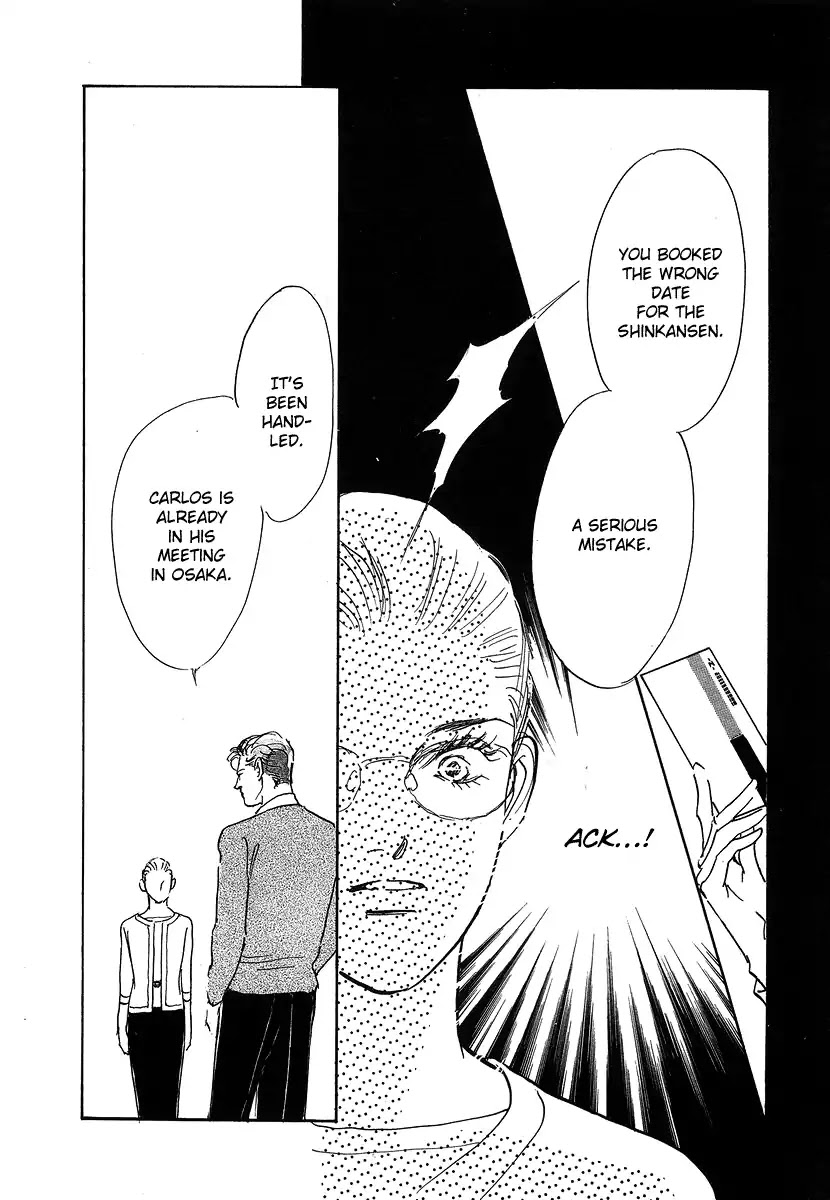 YOU BOOKED
THE WRONG
DATE
FOR THE
SHINKANSEN.
A SERIOUS
MISTAKE.
ACK...!
IT'S
BEEN
HAND-
LED.
CARLOS IS
ALREADY
IN HIS
MEETING
IN OSAKA.